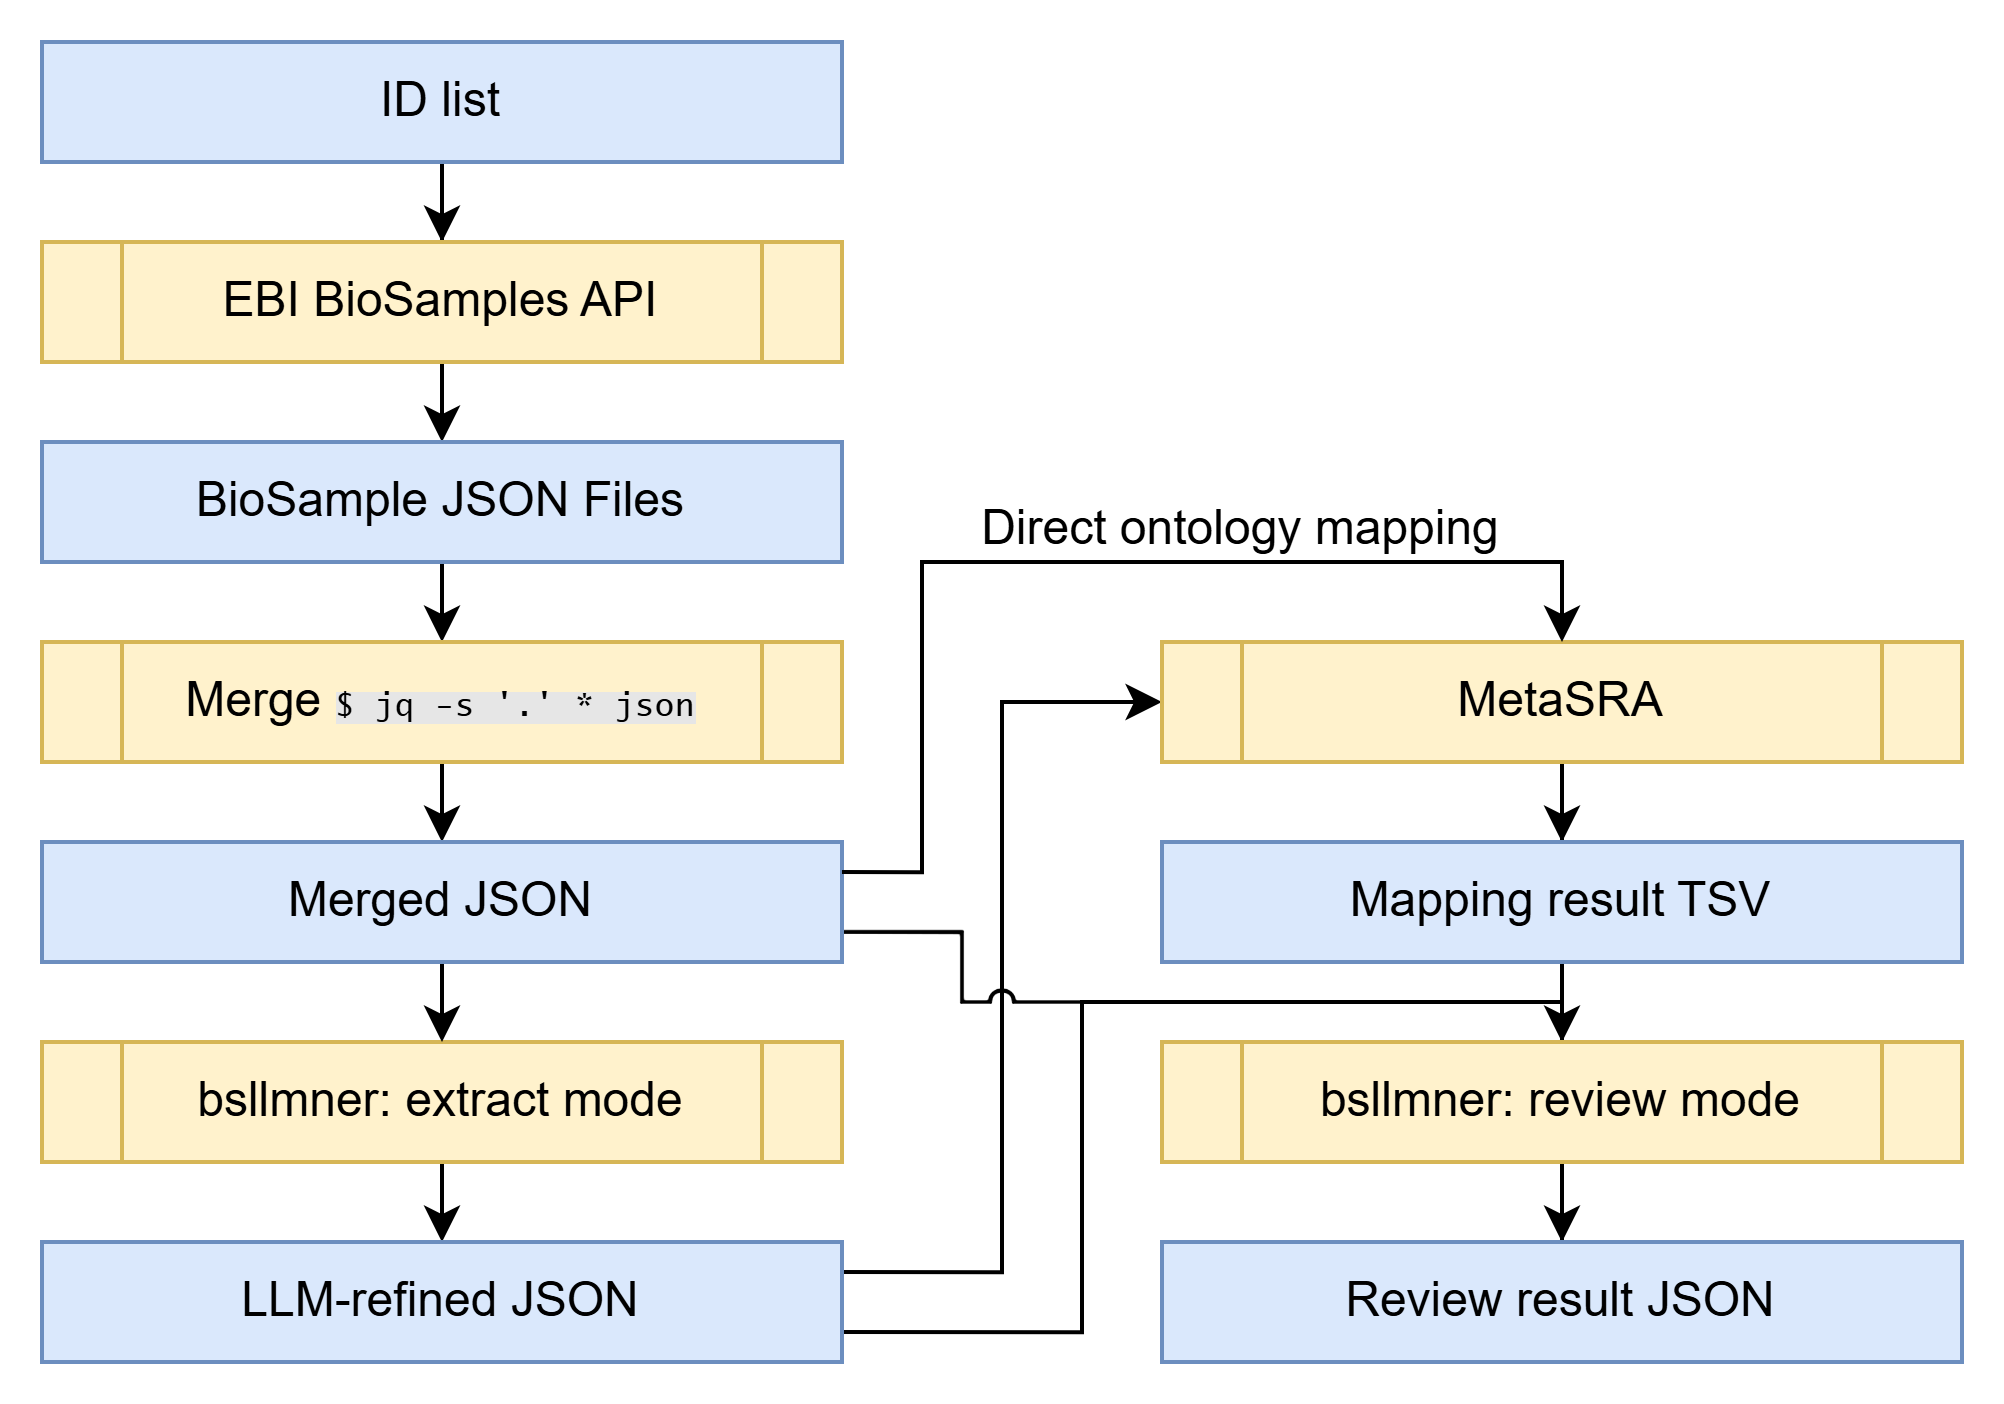 ID list
EBI BioSamples API
BioSample JSON Files
Merge $ jq -s '.' * json
Merged JSON
bsllmner: extract mode
LLM-refined JSON
Direct ontology mapping
MetaSRA
Mapping result TSV
bsllmner: review mode
Review result JSON